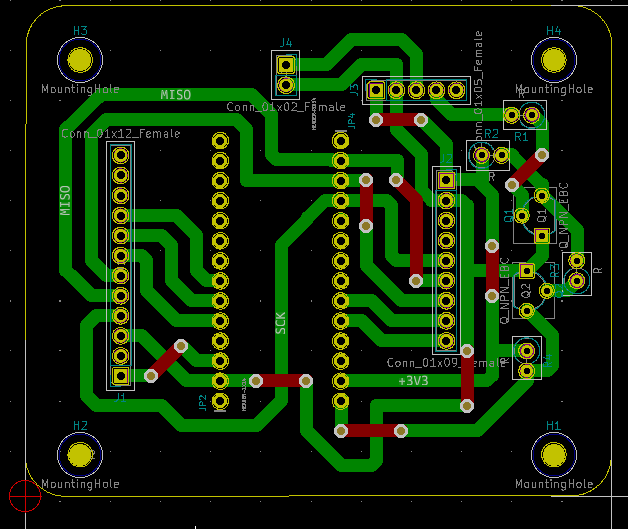 H3
J4
H4
MountingHole
MountingHole
MISO
Conn_01x02_Female
J3
Conn_01x05_Female
JP4
R
R1
R2
Conn_01x12_Female
R
MISO
Q1
Q1
Q_NPN_EBC
SCK
Q_NPN_EBC
Q2
R3
R
Conn_01x09_Female
+3V3
J1
JP2
H2
H1
MountingHole
MountingHole